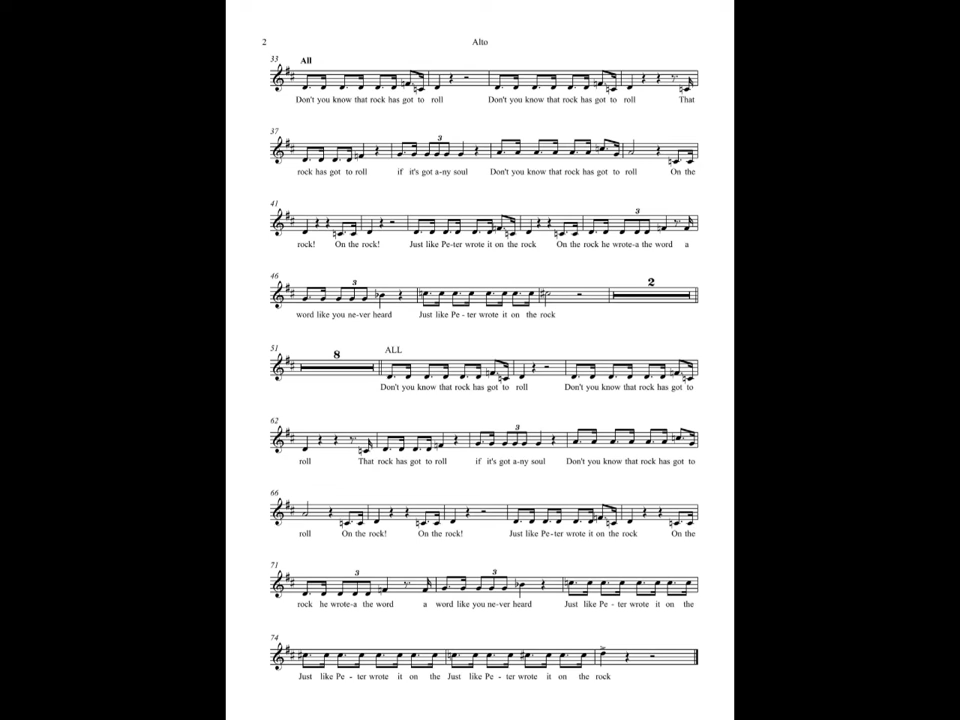 2
Alto
33
All
Don't you know that rock has got to roll Don't you know that rock has got to roll That
37
3
rock has got to roll if it's got a-ny soul Don't you know that rock has got to roll On the
41
3
rock! On the rock! Just like Pe-ter wrote it on the rock On the rock he wrote-a the word a
46
3
2
word like you ne-ver heard Just like Pe - ter wrote it on the rock
51
8
ALL
Don't you know that rock has got to roll Don't you know that rock has got to
62
3
roll That rock has got to roll if it's got a-ny soul Don't you know that rock has got to
66
roll On the rock! On the rock! Just like Pe-ter wrote it on the rock On the
71
3 3
rock he wrote-a the word a word like you ne-ver heard Just like Pe - ter wrote it on the
74
Just like Pe - ter wrote it on the Just like Pe - ter wrote it on the rock